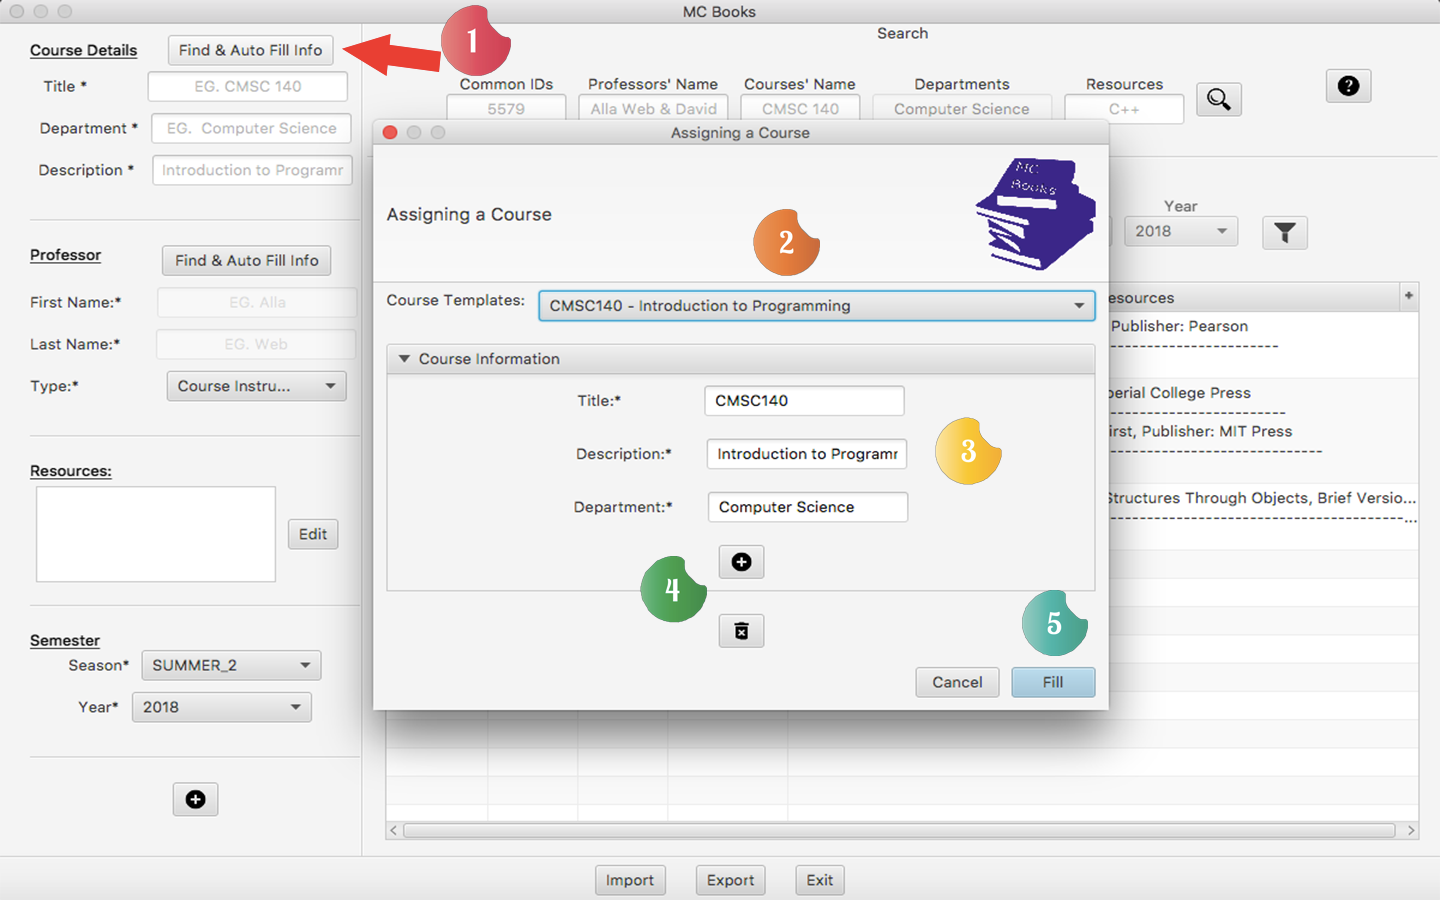 MC Books
Course Details
Find & Auto Fill Info
1
Search
Title *
EG. CMSC 140
Common IDs
Professors' Name
Courses' Name
Departments
Resources
5579
Alla Web & David
CMSC 140
Computer Science
C++
?
Department *
EG. Computer Science
Description *
Introduction to Programr
Assigning a Course
MC
Books
Assigning a Course
2
Year
2018
Professor
Find & Auto Fill Info
First Name:*
EG. Alla
Last Name:*
EG. Web
Type:*
Course Instru...
Course Templates:
CMSC140 - Introduction to Programming
Course Information
Title:*
CMSC140
Description:*
Introduction to Programr
3
Department:*
Computer Science
4
5
Cancel
Fill
esources
+
Publisher: Pearson
---------------------------
perial College Press
----------------------------
irst, Publisher: MIT Press
---------------------------------
Structures Through Objects, Brief Versio...
---------------------------------------------...
Resources:
Edit
Semester
Season*
SUMMER_2
Year*
2018
Import
Export
Exit